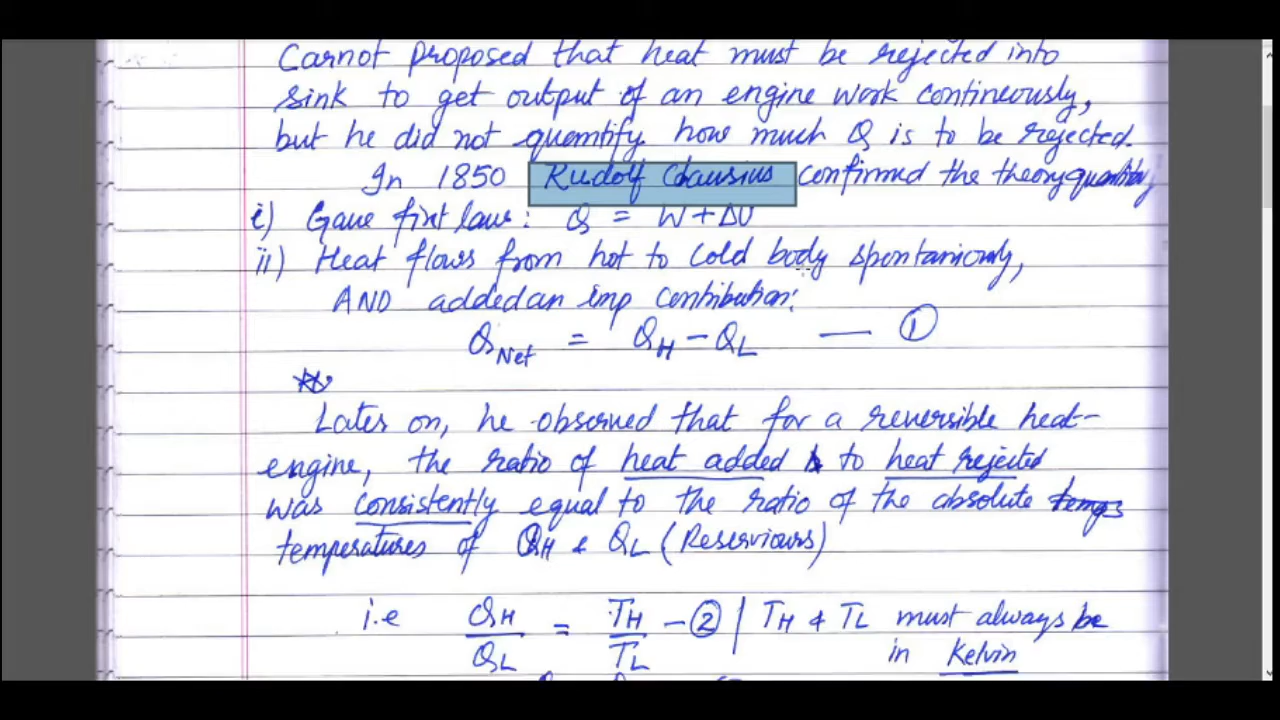 Carnot proposed that heat must be rejected into
sink to get output of an engine work contineously,
but he did not quantify how much Q is to be rejected.
In 1850 Rudolf Clausius confirmed the theory quantitatively
i) Gave first law: Q = W + ΔU
ii) Heat flows from hot to cold body spontaniously,
AND added an imp contribution:
Q_Net = Q_H - Q_L — ①
Later on, he observed that for a reversible heat-
engine, the ratio of heat added to heat rejected
was consistently equal to the ratio of the absolute
temperatures of Q_H & Q_L (Reserviours)
i.e Q_H/Q_L = T_H/T_L - ② | T_H & T_L must always be
in Kelvin